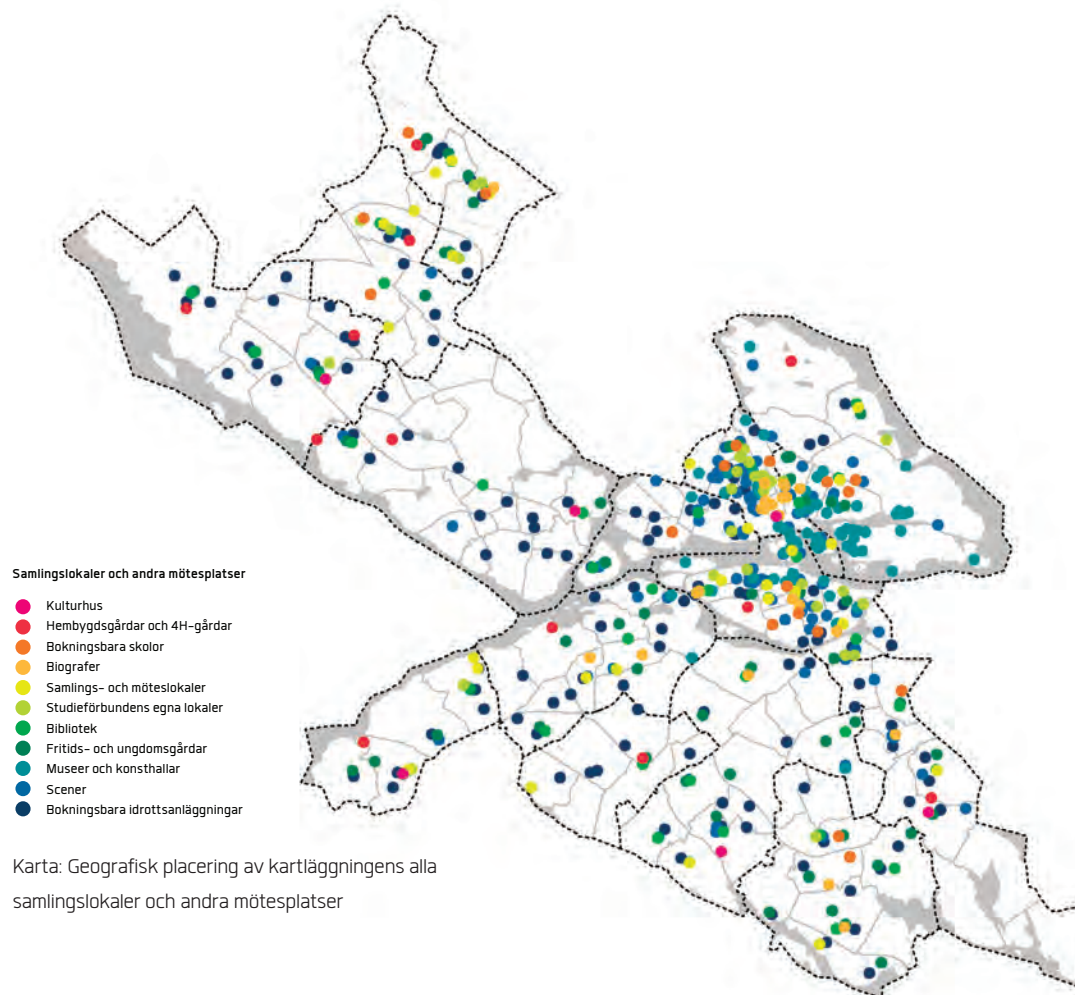 Samlingslokaler och andra mötesplatser
Kulturhus
Hembygdsgårdar och 4H-gårdar
Bokningsbara skolor
Biografer
Samlings- och möteslokaler
Studieförbundens egna lokaler
Bibliotek
Fritids- och ungdomsgårdar
Museer och konsthallar
Scener
Bokningsbara idrottsanläggningar
Karta: Geografisk placering av kartläggningens alla
samlingslokaler och andra mötesplatser